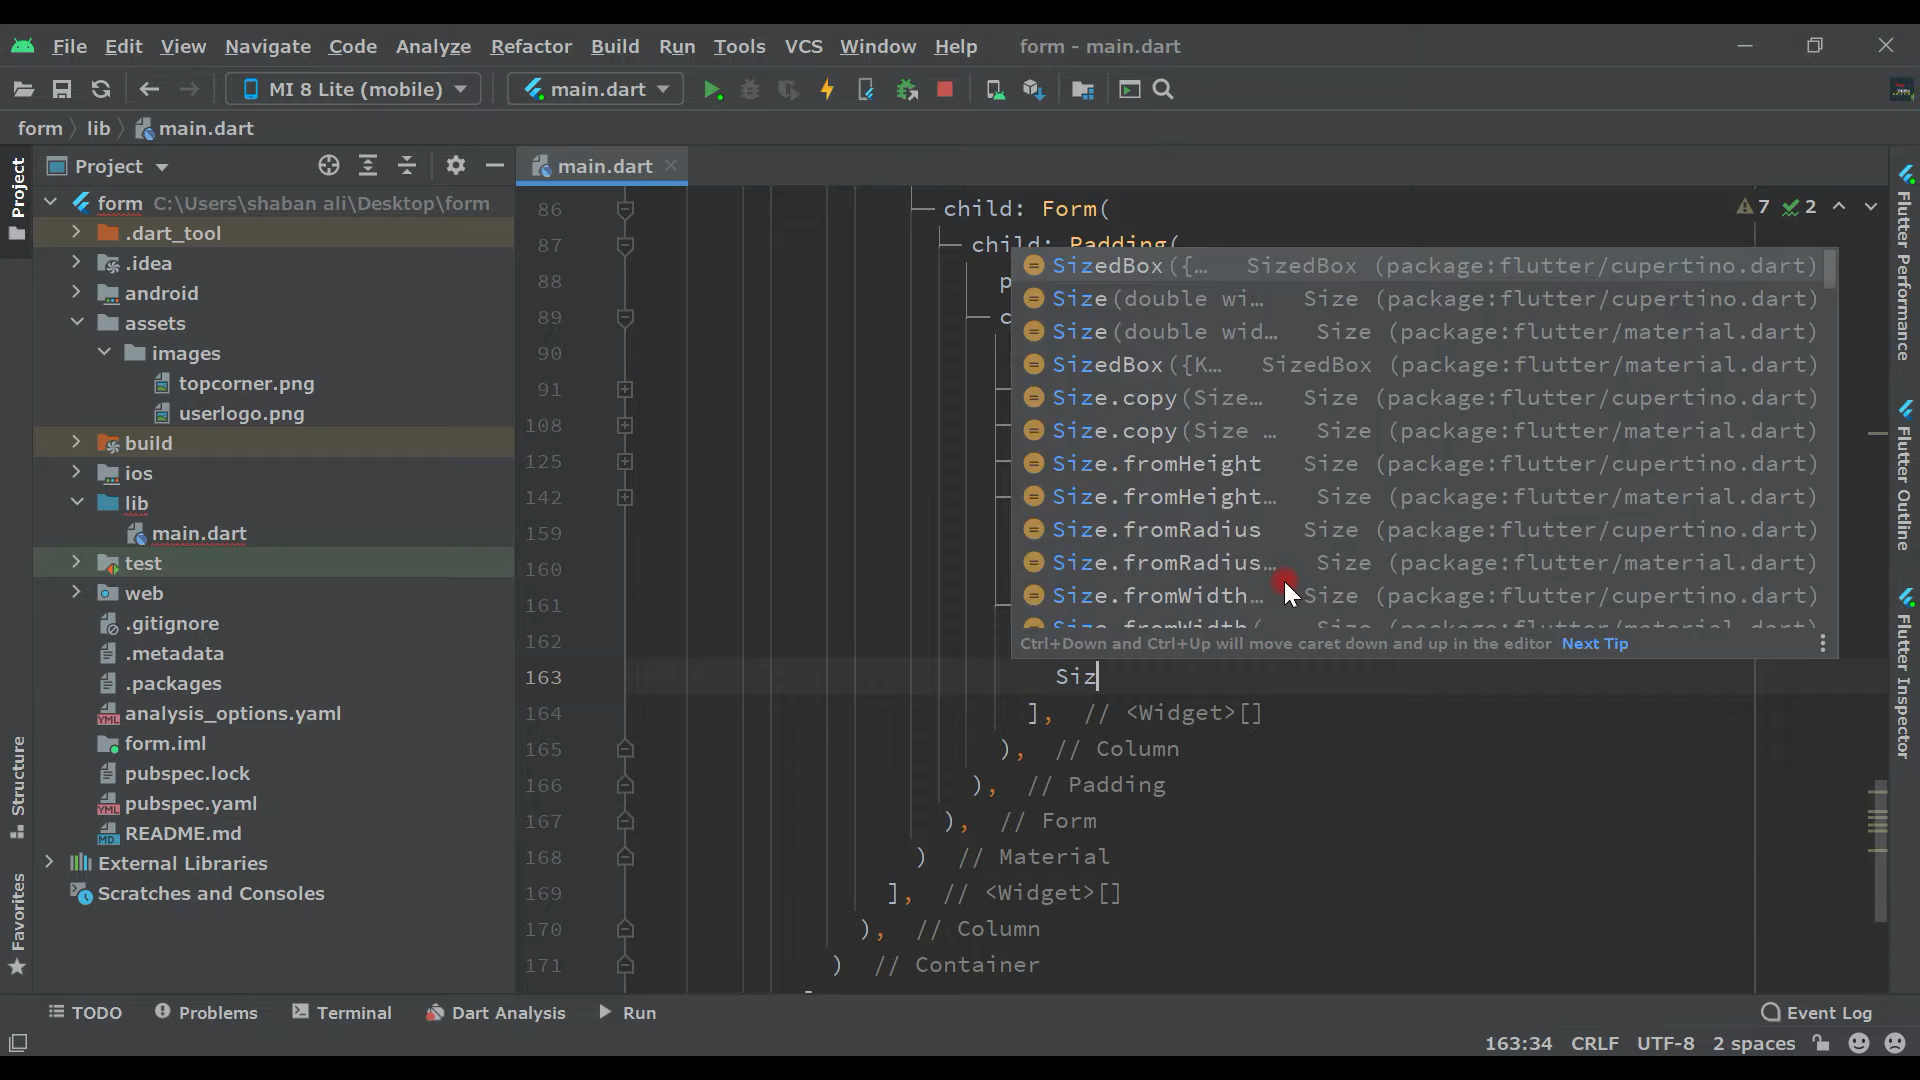 File Edit View Navigate Code Analyze Refactor Build Run Tools VCS Window Help form - main.dart
MI 8 Lite (mobile) main.dart
form lib main.dart
Project main.dart
form C:\Users\shaban ali\Desktop\form
.dart_tool
.idea
android
assets
images
topcorner.png
userlogo.png
build
ios
lib
main.dart
test
web
.gitignore
.metadata
.packages
analysis_options.yaml
form.iml
pubspec.lock
pubspec.yaml
README.md
External Libraries
Scratches and Consoles
Project
Structure
Favorites
86 child: Form(
87 child: Padding(
88 p
89 c
90
91
108
125
142
159
160
161
162
163 Siz
164 ], // <Widget>[]
165 ), // Column
166 ), // Padding
167 ), // Form
168 ) // Material
169 ], // <Widget>[]
170 ), // Column
171 ) // Container
7 2
SizedBox({… SizedBox (package:flutter/cupertino.dart)
Size(double wi… Size (package:flutter/cupertino.dart)
Size(double wid… Size (package:flutter/material.dart)
SizedBox({K… SizedBox (package:flutter/material.dart)
Size.copy(Size… Size (package:flutter/cupertino.dart)
Size.copy(Size … Size (package:flutter/material.dart)
Size.fromHeight Size (package:flutter/cupertino.dart)
Size.fromHeight… Size (package:flutter/material.dart)
Size.fromRadius Size (package:flutter/cupertino.dart)
Size.fromRadius… Size (package:flutter/material.dart)
Size.fromWidth… Size (package:flutter/cupertino.dart)
Size.fromWidth( Size (package:flutter/material.dart)
Ctrl+Down and Ctrl+Up will move caret down and up in the editor Next Tip
Flutter Performance
Flutter Outline
Flutter Inspector
TODO Problems Terminal Dart Analysis Run Event Log
163:34 CRLF UTF-8 2 spaces